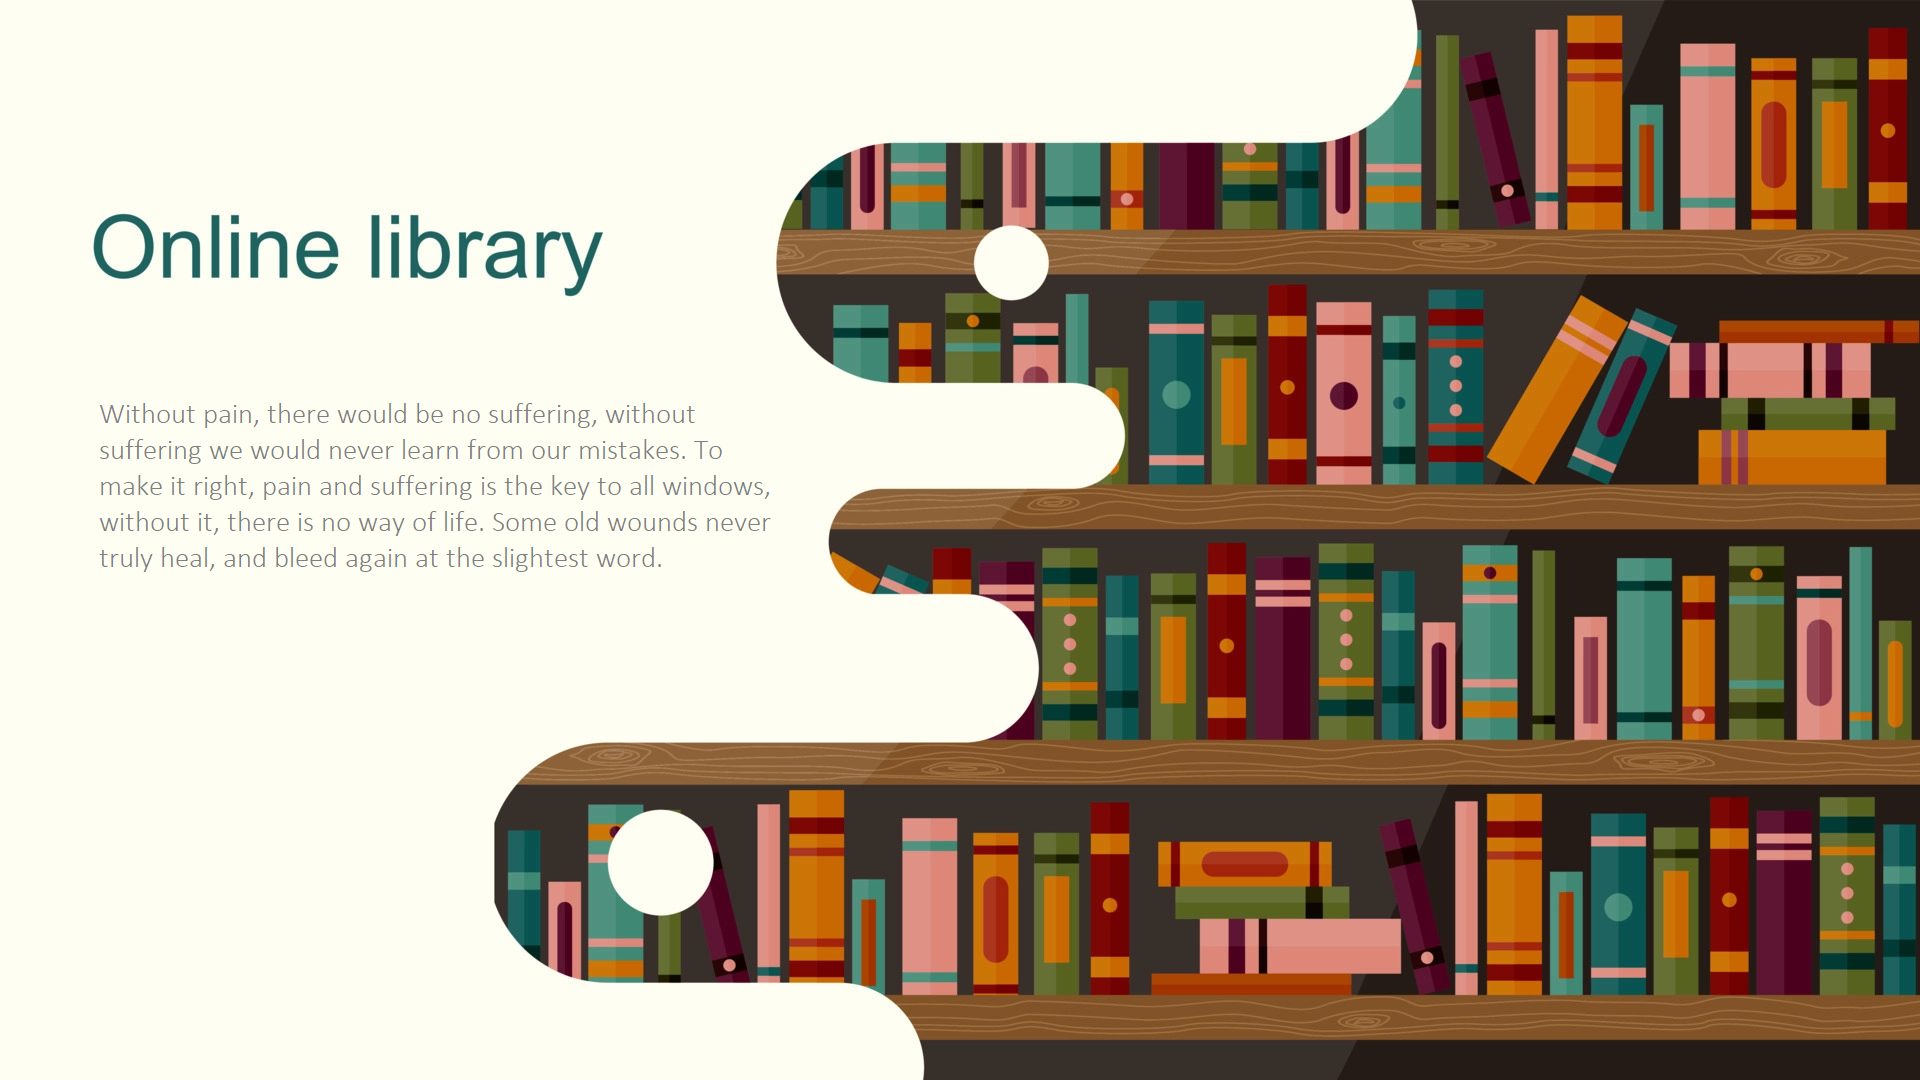 Online library
Without pain, there would be no suffering, without
suffering we would never learn from our mistakes. To
make it right, pain and suffering is the key to all windows,
without it, there is no way of life. Some old wounds never
truly heal, and bleed again at the slightest word.